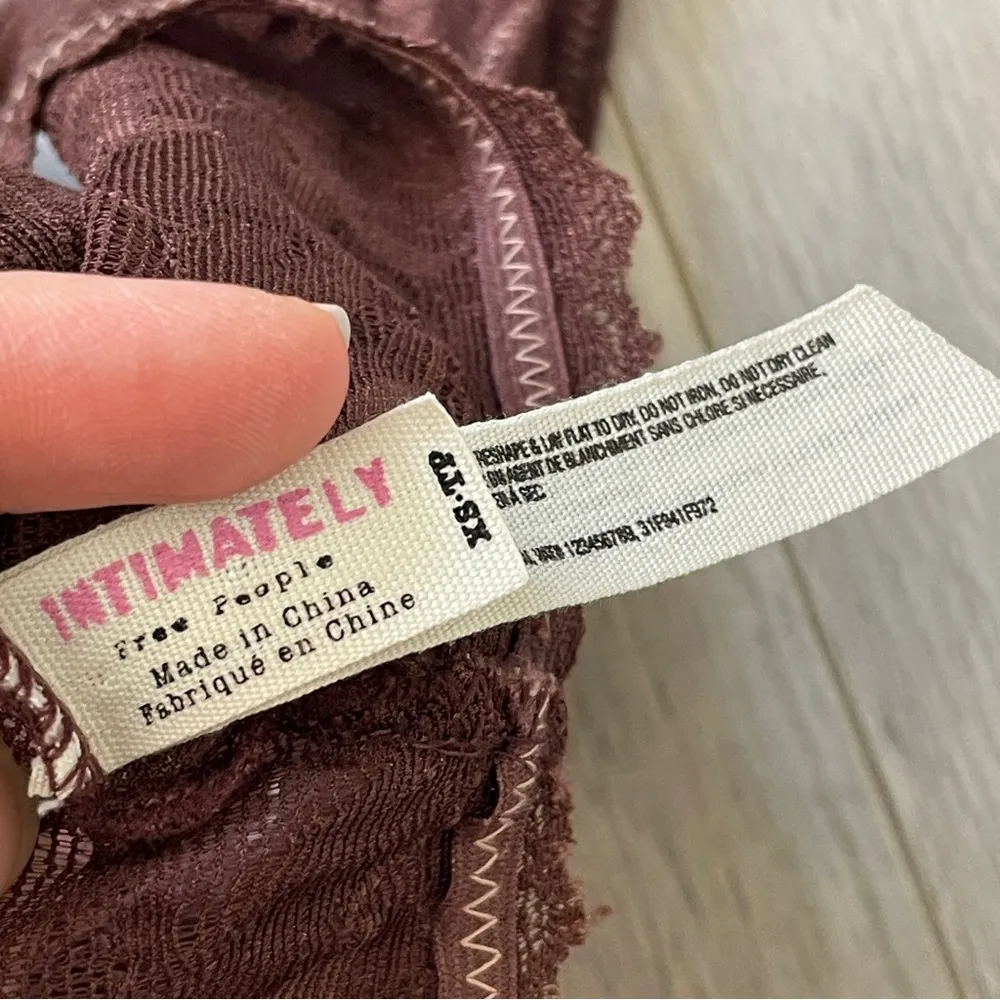 INTIMATELY
Free People
Made in China
Fabriqué en Chine
XS·TP
RESHAPE & LAY FLAT TO DRY. DO NOT IRON, DO NOT DRY CLEAN
AGENT DE BLANCHIMENT SANS CHLORE SI NÉCESSAIRE,
A SEC
123456789, 31F941F972